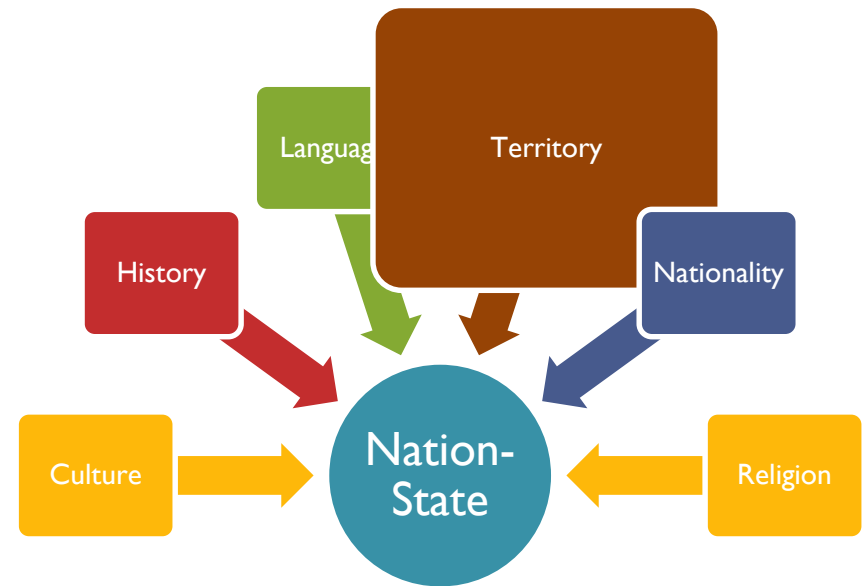 Languag
Territory
History
Nationality
Nation-
State
Culture
Religion